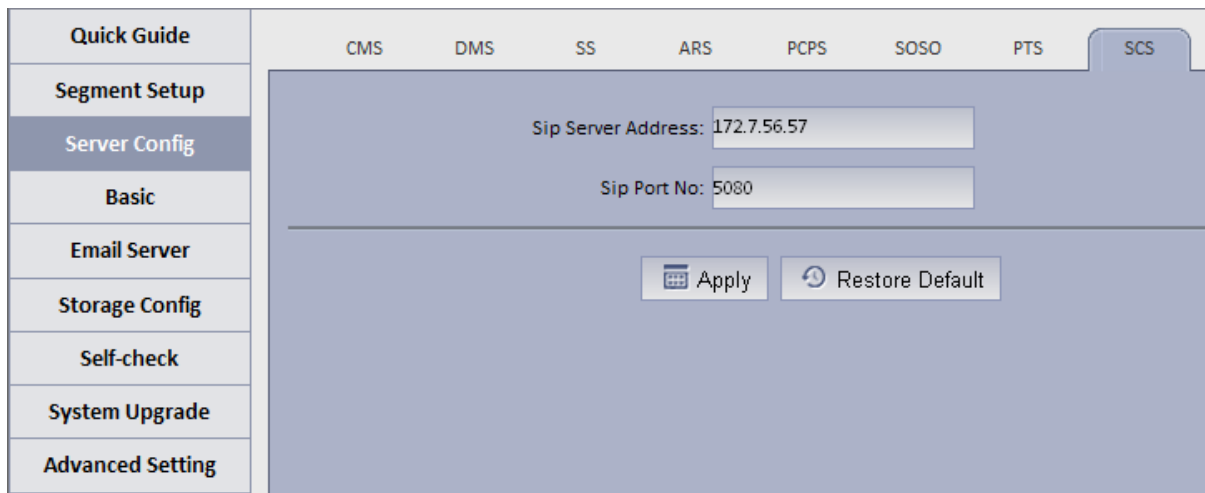 Quick Guide
Segment Setup
Server Config
Basic
Email Server
Storage Config
Self-check
System Upgrade
Advanced Setting
CMS DMS SS ARS PCPS SOSO PTS SCS
Sip Server Address: 172.7.56.57
Sip Port No: 5080
Apply Restore Default